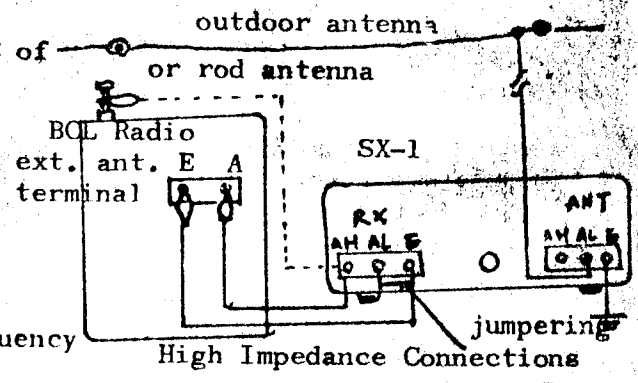 outdoor antenna
of
or rod antenna
BCL Radio
ext. ant. E A
terminal
SX-1
RX
AH AL E
ANT
AH AL E
jumpering
uency
High Impedance Connections